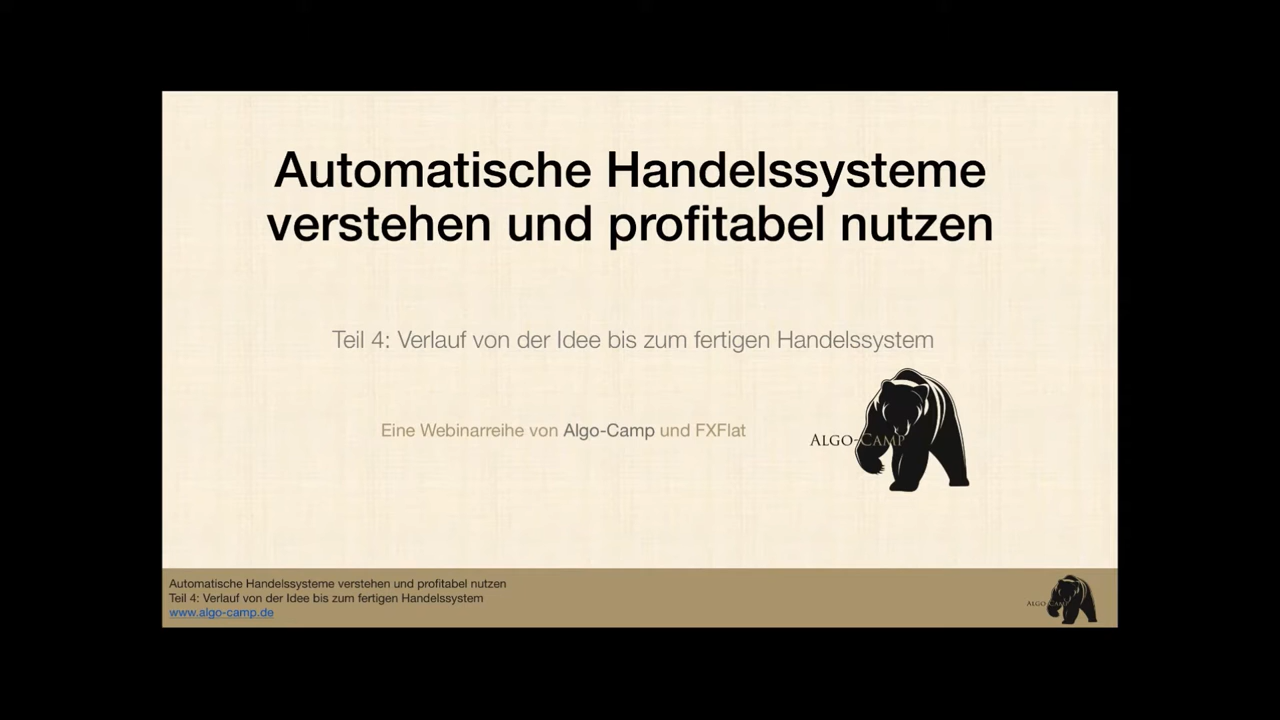 Automatische Handelssysteme
verstehen und profitabel nutzen
Teil 4: Verlauf von der Idee bis zum fertigen Handelssystem
Eine Webinarreihe von Algo-Camp und FXFlat
ALGO-CAMP
Automatische Handelssysteme verstehen und profitabel nutzen
Teil 4: Verlauf von der Idee bis zum fertigen Handelssystem
www.algo-camp.de
ALGO-CAMP